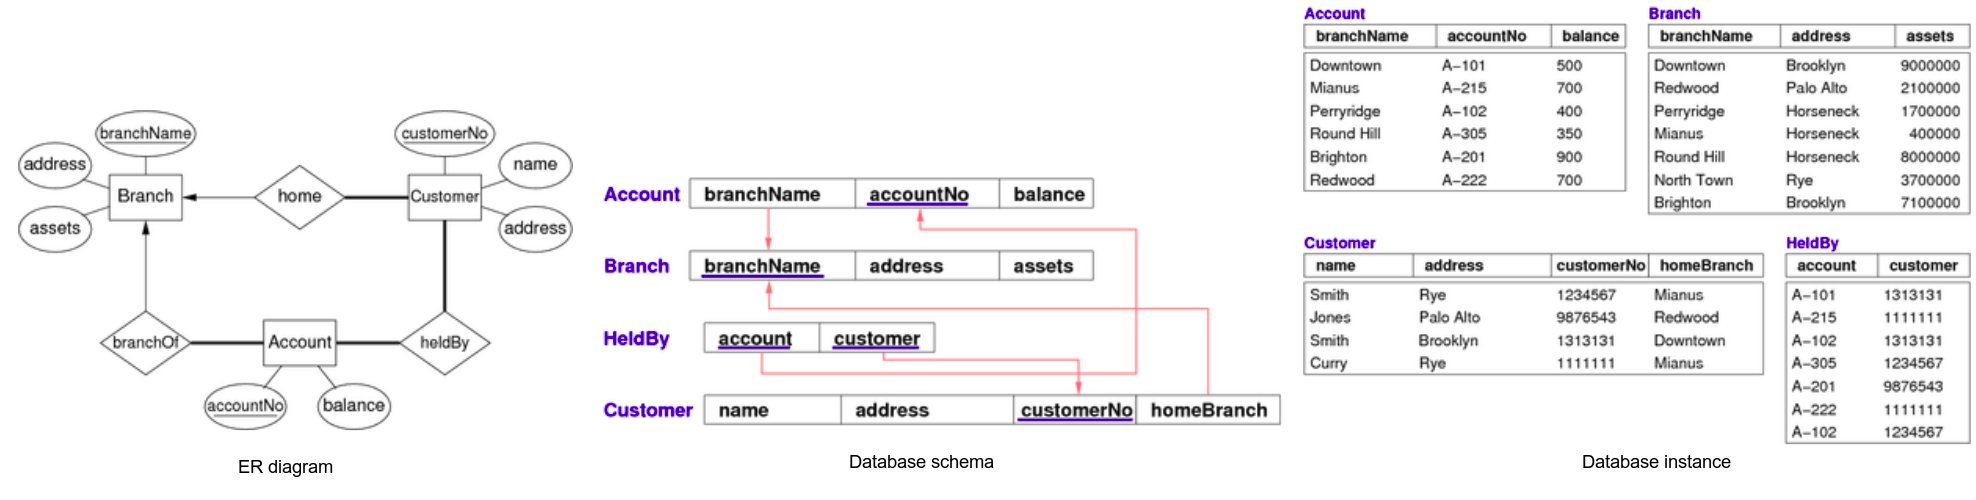 branchName
address
assets
Branch
home
customerNo
name
address
Customer
branchOf
Account
heldBy
accountNo
balance
ER diagram
Account branchName accountNo balance
Branch branchName address assets
HeldBy account customer
Customer name address customerNo homeBranch
Database schema
Account
branchName accountNo balance
Downtown A–101 500
Mianus A–215 700
Perryridge A–102 400
Round Hill A–305 350
Brighton A–201 900
Redwood A–222 700
Branch
branchName address assets
Downtown Brooklyn 9000000
Redwood Palo Alto 2100000
Perryridge Horseneck 1700000
Mianus Horseneck 400000
Round Hill Horseneck 8000000
North Town Rye 3700000
Brighton Brooklyn 7100000
Customer
name address customerNo homeBranch
Smith Rye 1234567 Mianus
Jones Palo Alto 9876543 Redwood
Smith Brooklyn 1313131 Downtown
Curry Rye 1111111 Mianus
HeldBy
account customer
A–101 1313131
A–215 1111111
A–102 1313131
A–305 1234567
A–201 9876543
A–222 1111111
A–102 1234567
Database instance